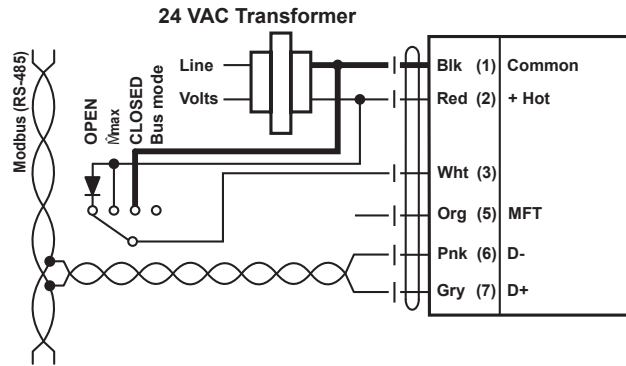 24 VAC Transformer
Modbus (RS-485)
Line
Volts
OPEN
V̇max
CLOSED
Bus mode
Blk (1) Common
Red (2) + Hot
Wht (3)
Org (5) MFT
Pnk (6) D-
Gry (7) D+